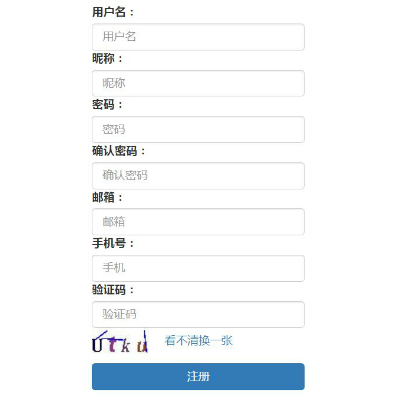 用户名：
用户名
昵称：
昵称
密码：
密码
确认密码：
确认密码
邮箱：
邮箱
手机号：
手机
验证码：
验证码
Utku 看不清换一张
注册